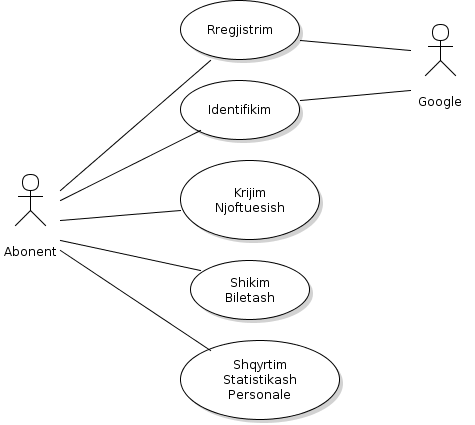 Rregjistrim
Google
Identifikim
Abonent
Krijim
Njoftuesish
Shikim
Biletash
Shqyrtim
Statistikash
Personale